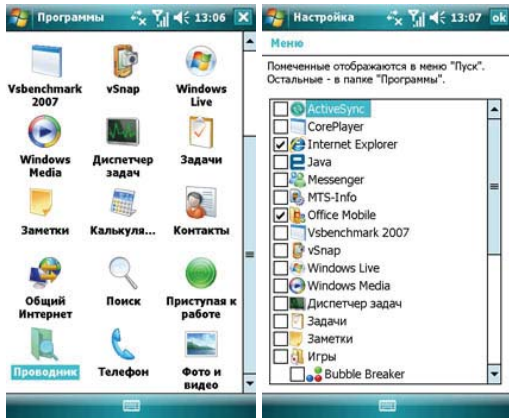 Программы 13:06
Vsbenchmark 2007
vSnap
Windows Live
Windows Media
Диспетчер задач
Задачи
Заметки
Калькуля...
Контакты
Общий Интернет
Поиск
Приступая к работе
Проводник
Телефон
Фото и видео
Настройка 13:07 ok
Меню
Помеченные отображаются в меню "Пуск".
Остальные - в папке "Программы".
ActiveSync
CorePlayer
Internet Explorer
Java
Messenger
MTS-Info
Office Mobile
Vsbenchmark 2007
vSnap
Windows Live
Windows Media
Диспетчер задач
Задачи
Заметки
Игры
Bubble Breaker